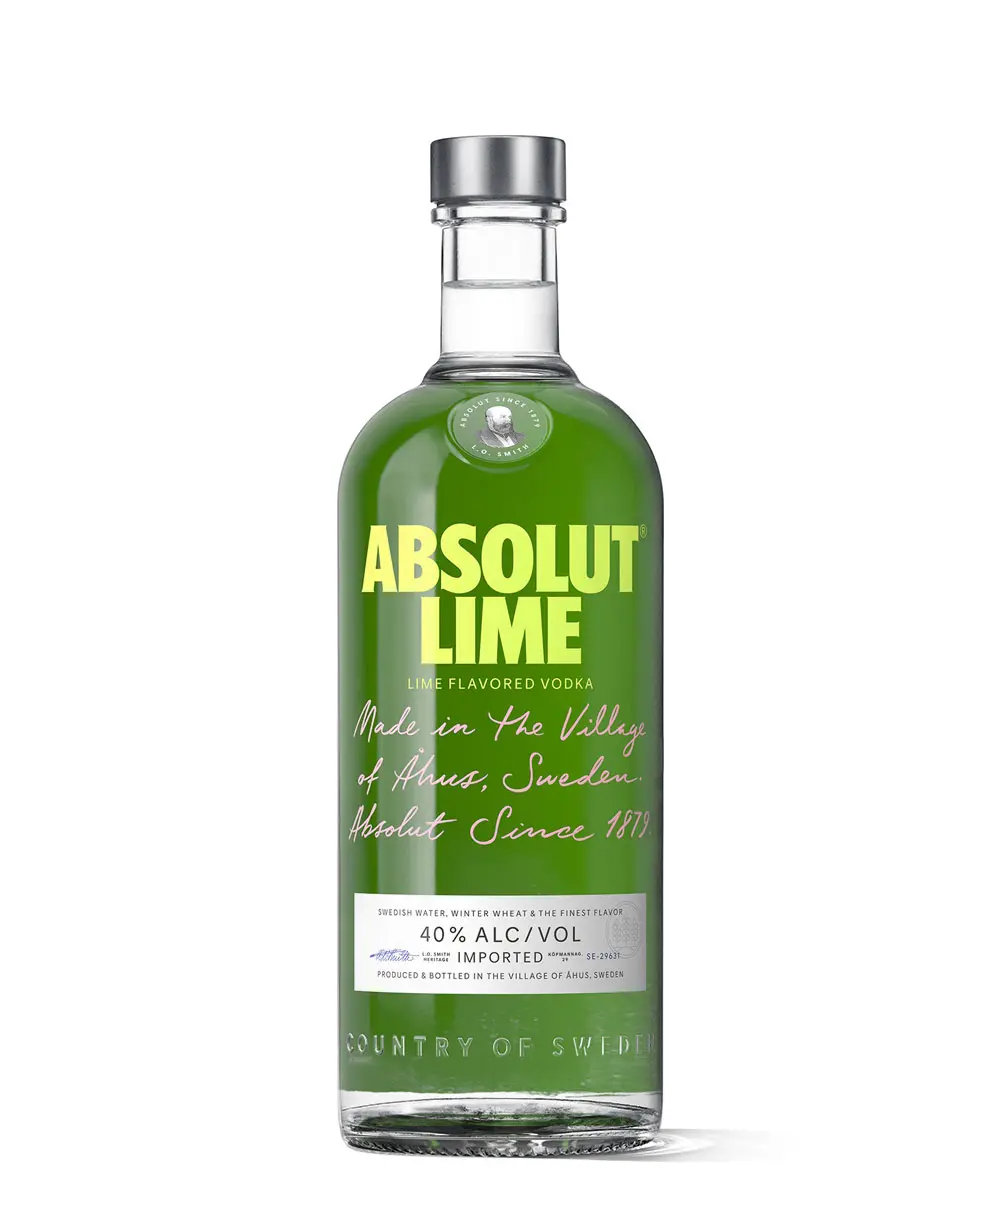 ABSOLUT SINCE 1879
L.O. SMITH
ABSOLUT®
LIME
LIME FLAVORED VODKA
Made in the Village
of Åhus, Sweden.
Absolut Since 1879.
SWEDISH WATER, WINTER WHEAT & THE FINEST FLAVOR
40% ALC/VOL
L.O. SMITH HERITAGE IMPORTED KÖPMANNAG. 29 SE-29631
PRODUCED & BOTTLED IN THE VILLAGE OF ÅHUS, SWEDEN
COUNTRY OF SWEDEN